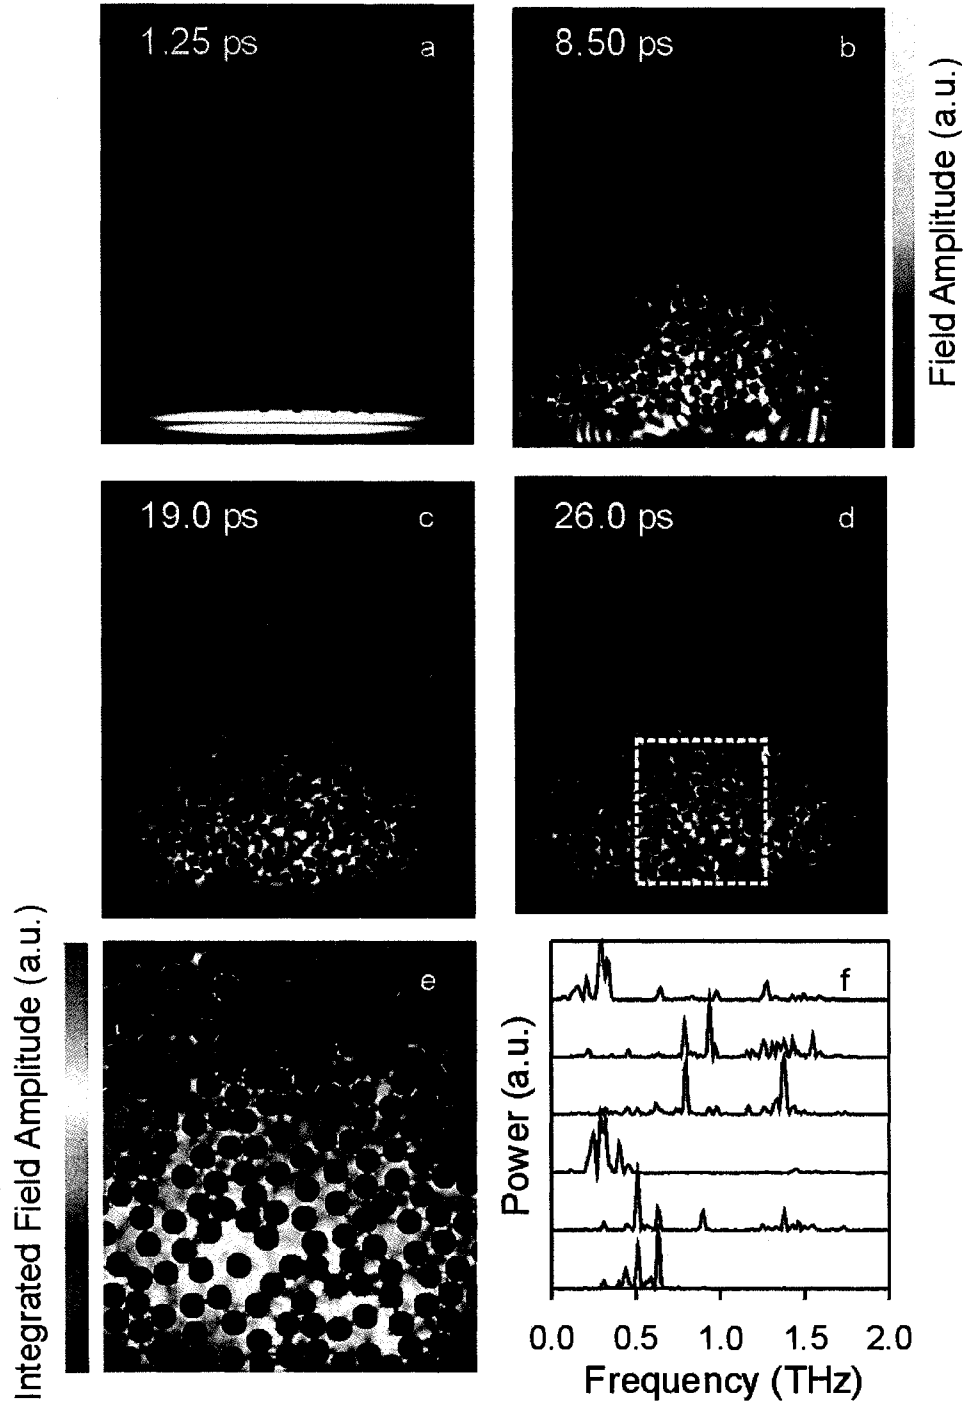 1.25 ps
a
8.50 ps
b
Field Amplitude (a.u.)
19.0 ps
c
26.0 ps
d
Integrated Field Amplitude (a.u.)
e
f
Power (a.u.)
0.0 0.5 1.0 1.5 2.0
Frequency (THz)